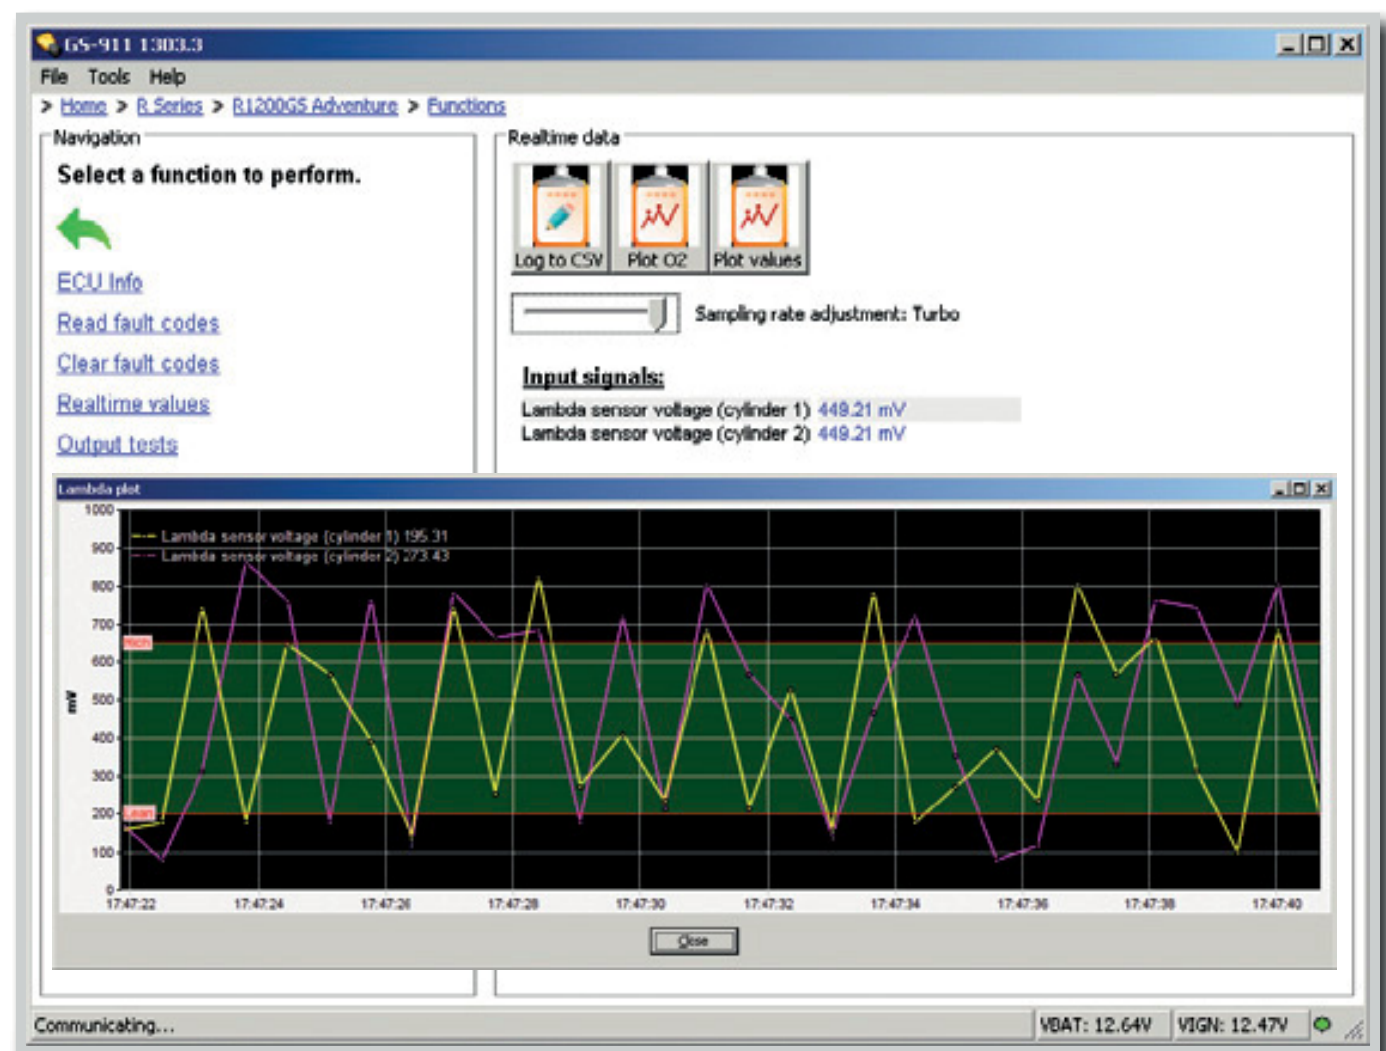 GS-911 1303.3
File Tools Help
> Home > R Series > R1200GS Adventure > Functions
Navigation
Select a function to perform.
ECU Info
Read fault codes
Clear fault codes
Realtime values
Output tests
Realtime data
Log to CSV Plot O2 Plot values
Sampling rate adjustment: Turbo
Input signals:
Lambda sensor voltage (cylinder 1) 449.21 mV
Lambda sensor voltage (cylinder 2) 449.21 mV
Lambda plot
1000
Lambda sensor voltage (cylinder 1) 195.31
900
Lambda sensor voltage (cylinder 2) 273.43
800
700
Rich
600
mV
500
400
300
200
Lean
100
0
17:47:22 17:47:24 17:47:26 17:47:28 17:47:30 17:47:32 17:47:34 17:47:36 17:47:38 17:47:40
Close
Communicating... VBAT: 12.64V VIGN: 12.47V